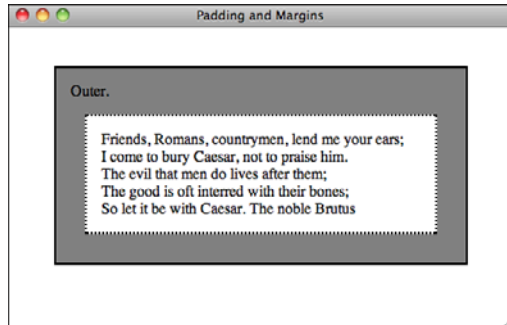 Padding and Margins
Outer.
Friends, Romans, countrymen, lend me your ears;
I come to bury Caesar, not to praise him.
The evil that men do lives after them;
The good is oft interred with their bones;
So let it be with Caesar. The noble Brutus